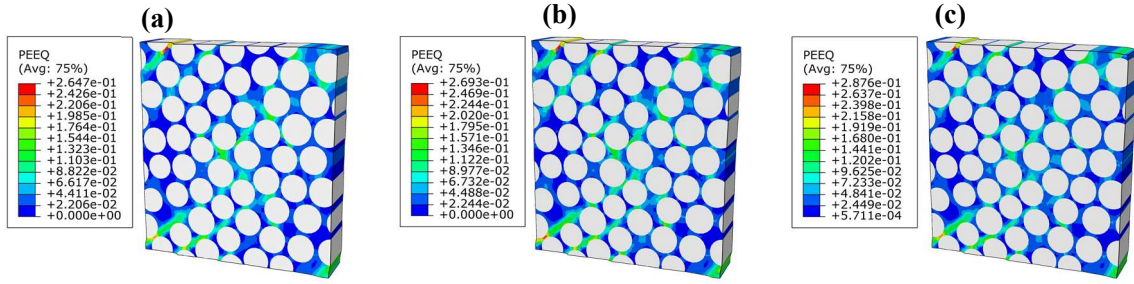 (a)
PEEQ
(Avg: 75%)
+2.647e-01
+2.426e-01
+2.206e-01
+1.985e-01
+1.764e-01
+1.544e-01
+1.323e-01
+1.103e-01
+8.822e-02
+6.617e-02
+4.411e-02
+2.206e-02
+0.000e+00
(b)
PEEQ
(Avg: 75%)
+2.693e-01
+2.469e-01
+2.244e-01
+2.020e-01
+1.795e-01
+1.571e-01
+1.346e-01
+1.122e-01
+8.977e-02
+6.732e-02
+4.488e-02
+2.244e-02
+0.000e+00
(c)
PEEQ
(Avg: 75%)
+2.876e-01
+2.637e-01
+2.398e-01
+2.158e-01
+1.919e-01
+1.680e-01
+1.441e-01
+1.202e-01
+9.625e-02
+7.233e-02
+4.841e-02
+2.449e-02
+5.711e-04